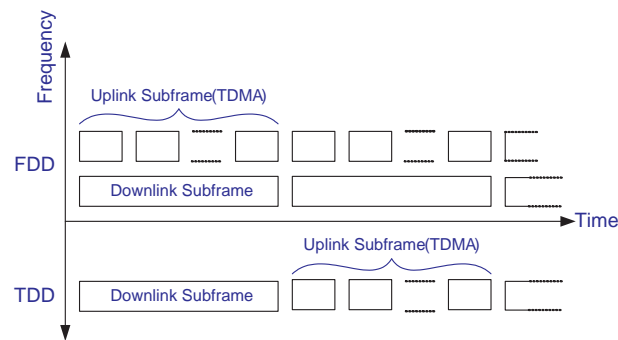 Frequency
Uplink Subframe(TDMA)
FDD
Downlink Subframe
Time
Uplink Subframe(TDMA)
TDD
Downlink Subframe